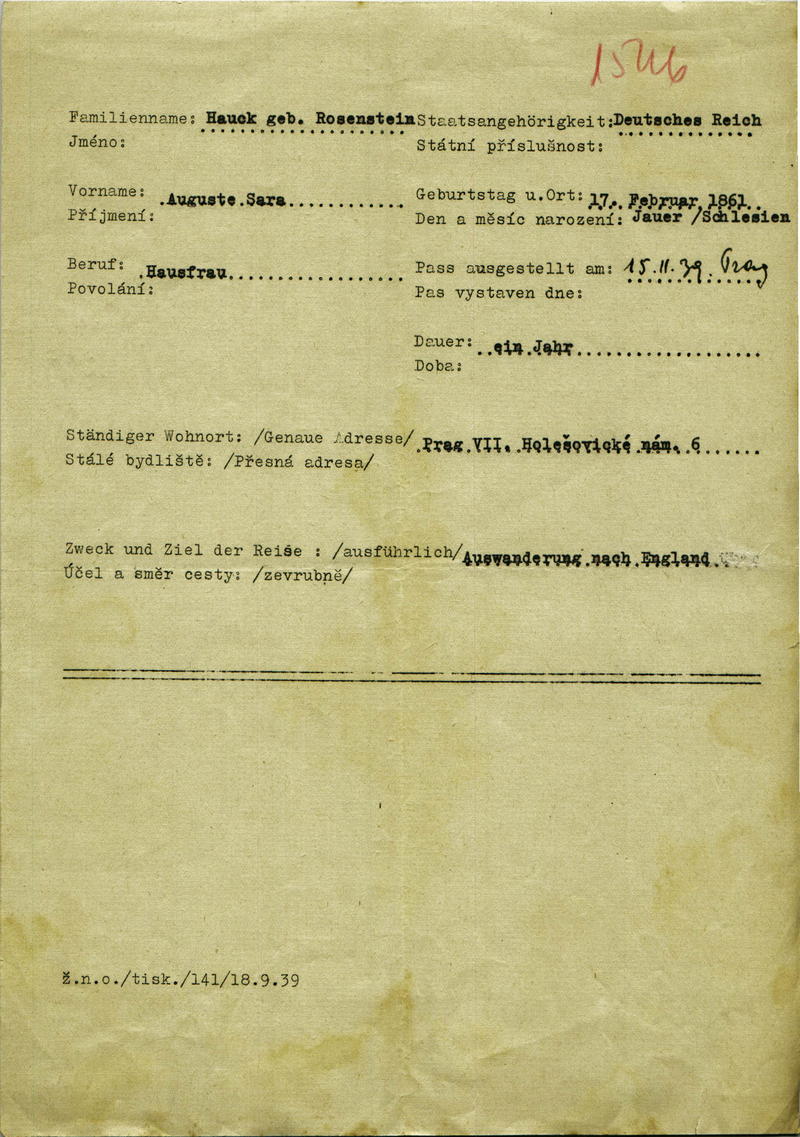 1546
Familienname: Hauck geb. Rosenstein Staatsangehörigkeit: Deutsches Reich
Jméno: Státní příslušnost:
Vorname: .Auguste.Sara............ Geburtstag u.Ort: 17.. Februar 1861..
Příjmení: Den a měsíc narození: Jauer /Schlesien
Beruf: .Hausfrau.................. Pass ausgestellt am: 15.11.39. Prag
Povolání: Pas vystaven dne:
Dauer: ..ein.Jahr...................
Doba:
Ständiger Wohnort: /Genaue Adresse/ .Prag.VII. .Holešovické .nám. .6......
Stálé bydliště: /Přesná adresa/
Zweck und Ziel der Reise : /ausführlich/ Auswanderung.nach.England.
Účel a směr cesty: /zevrubně/
ž.n.o./tisk./141/18.9.39